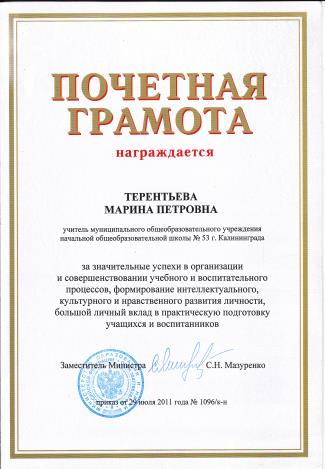 ПОЧЕТНАЯ
ГРАМОТА
награждается
ТЕРЕНТЬЕВА
МАРИНА ПЕТРОВНА
учитель муниципального общеобразовательного учреждения
начальной общеобразовательной школы № 53 г. Калининграда
за значительные успехи в организации
и совершенствовании учебного и воспитательного
процессов, формирование интеллектуального,
культурного и нравственного развития личности,
большой личный вклад в практическую подготовку
учащихся и воспитанников
Заместитель Министра С.Н. Мазуренко
приказ от 29 июля 2011 года № 1096/к-н